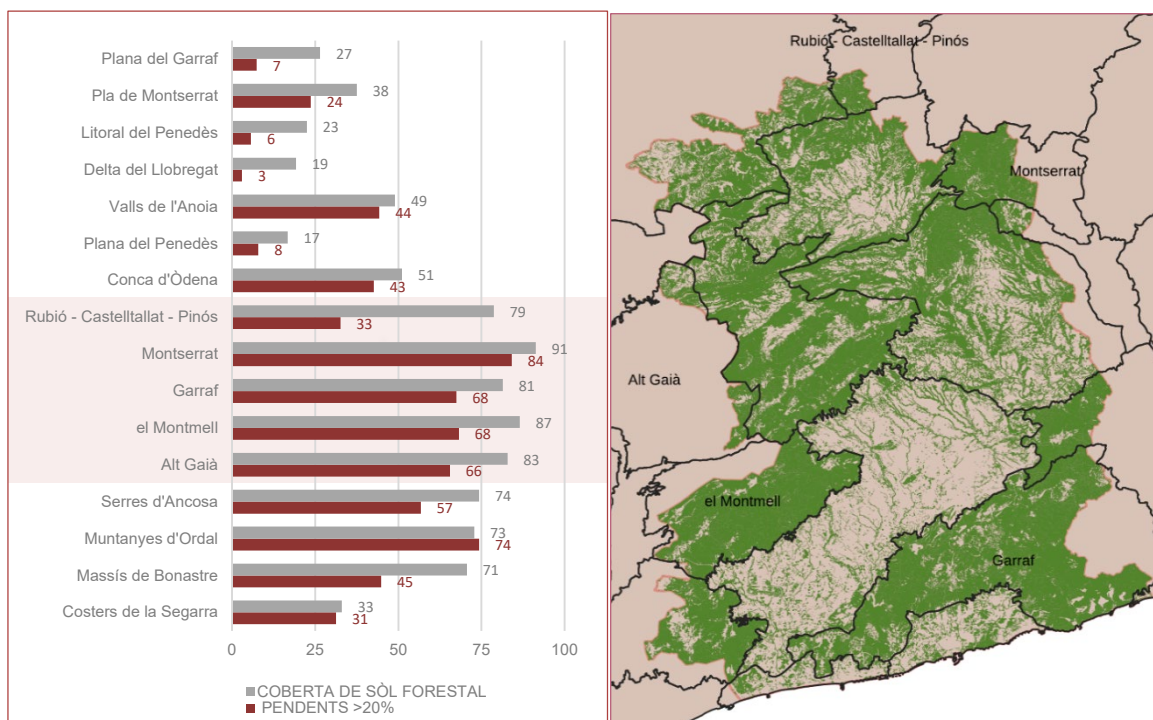 Plana del Garraf
27
7
Pla de Montserrat
38
24
Litoral del Penedès
23
6
Delta del Llobregat
19
3
Valls de l'Anoia
49
44
Plana del Penedès
17
8
Conca d'Òdena
51
43
Rubió - Castelltallat - Pinós
79
33
Montserrat
91
84
Garraf
81
68
el Montmell
87
68
Alt Gaià
83
66
Serres d'Ancosa
74
57
Muntanyes d'Ordal
73
74
Massís de Bonastre
71
45
Costers de la Segarra
33
31
0 25 50 75 100
COBERTA DE SÒL FORESTAL
PENDENTS >20%
Rubió - Castelltallat - Pinós
Montserrat
Alt Gaià
el Montmell
Garraf